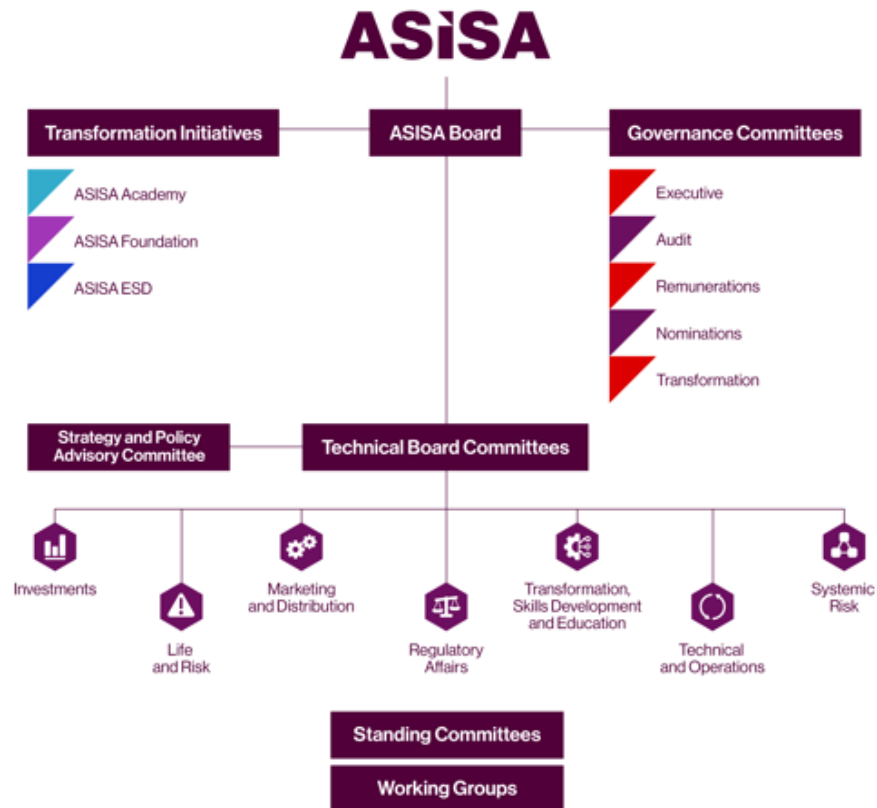 ASiSA
Transformation Initiatives
ASISA Board
Governance Committees
ASISA Academy
ASISA Foundation
ASISA ESD
Executive
Audit
Remunerations
Nominations
Transformation
Strategy and Policy
Advisory Committee
Technical Board Committees
Investments
Life
and Risk
Marketing
and Distribution
Regulatory
Affairs
Transformation,
Skills Development
and Education
Technical
and Operations
Systemic
Risk
Standing Committees
Working Groups